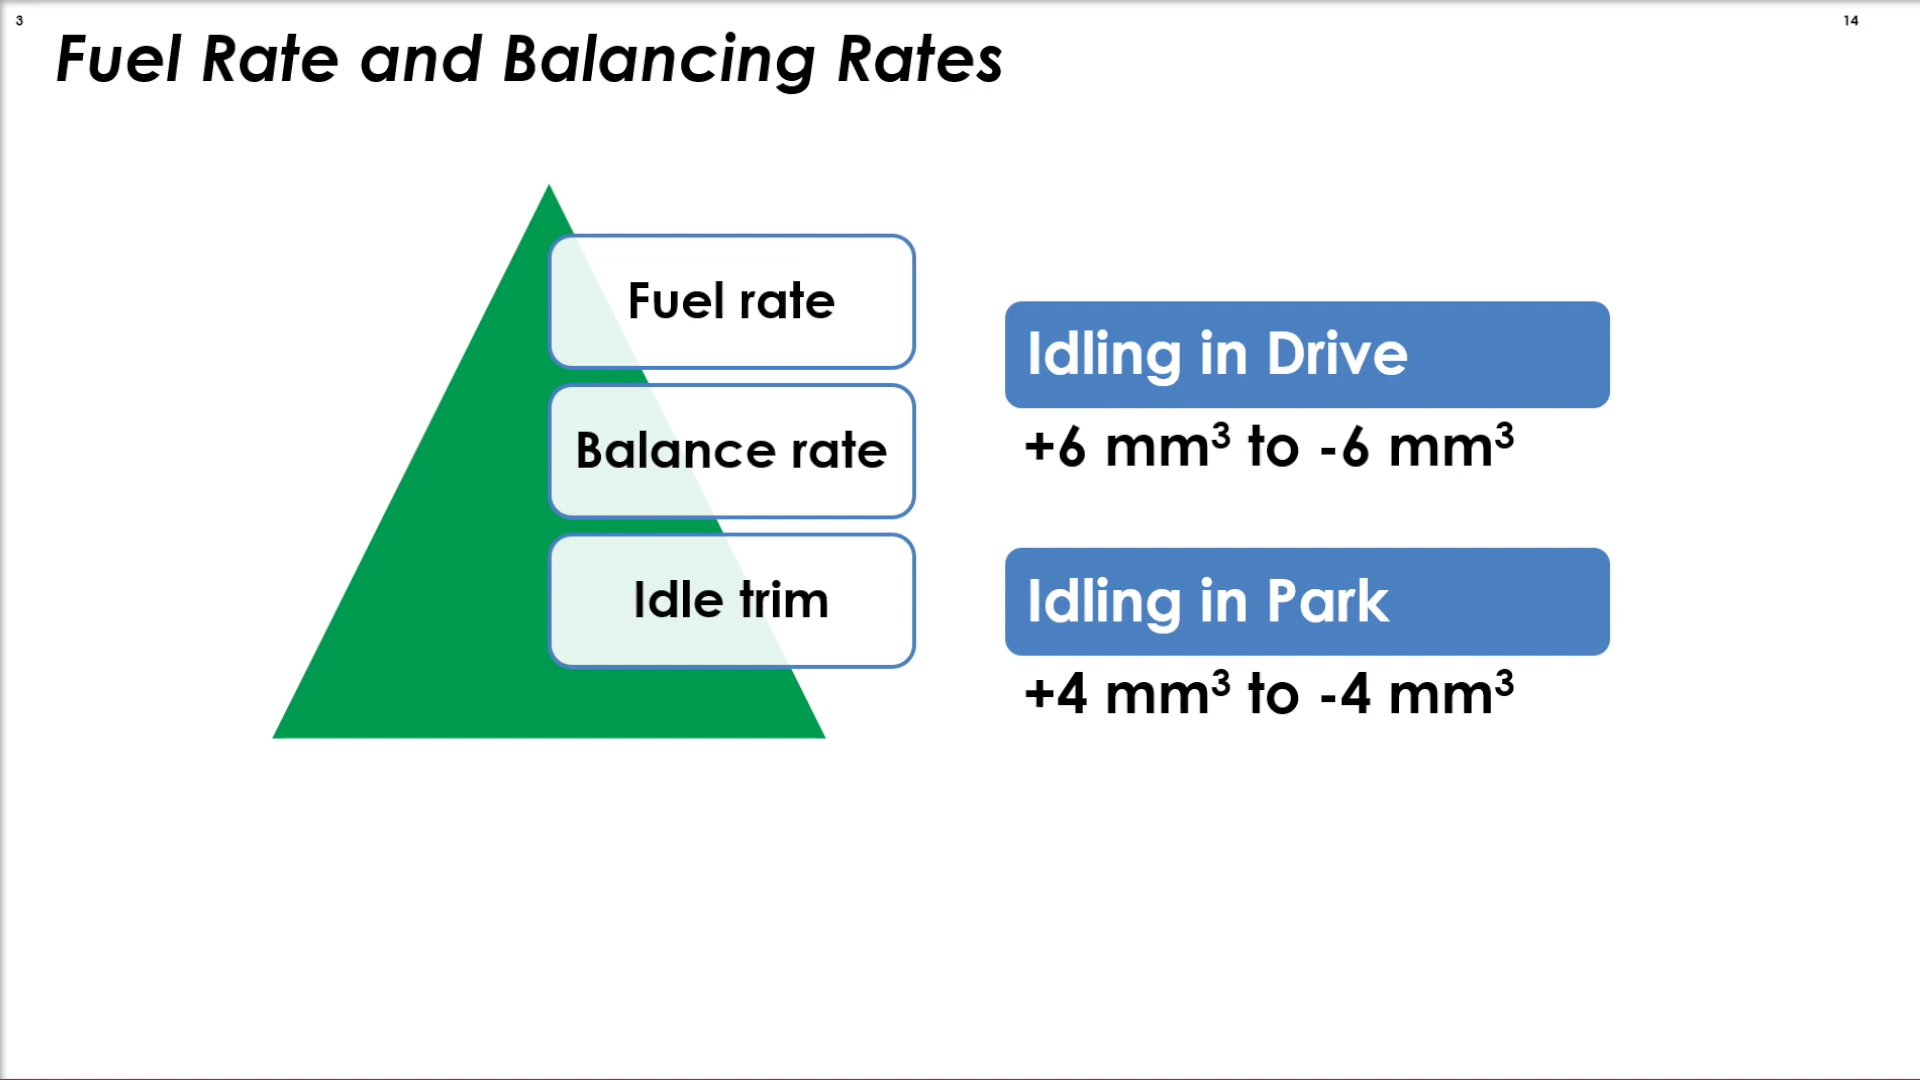 3
14
Fuel Rate and Balancing Rates
Fuel rate
Balance rate
Idle trim
Idling in Drive
+6 mm³ to -6 mm³
Idling in Park
+4 mm³ to -4 mm³